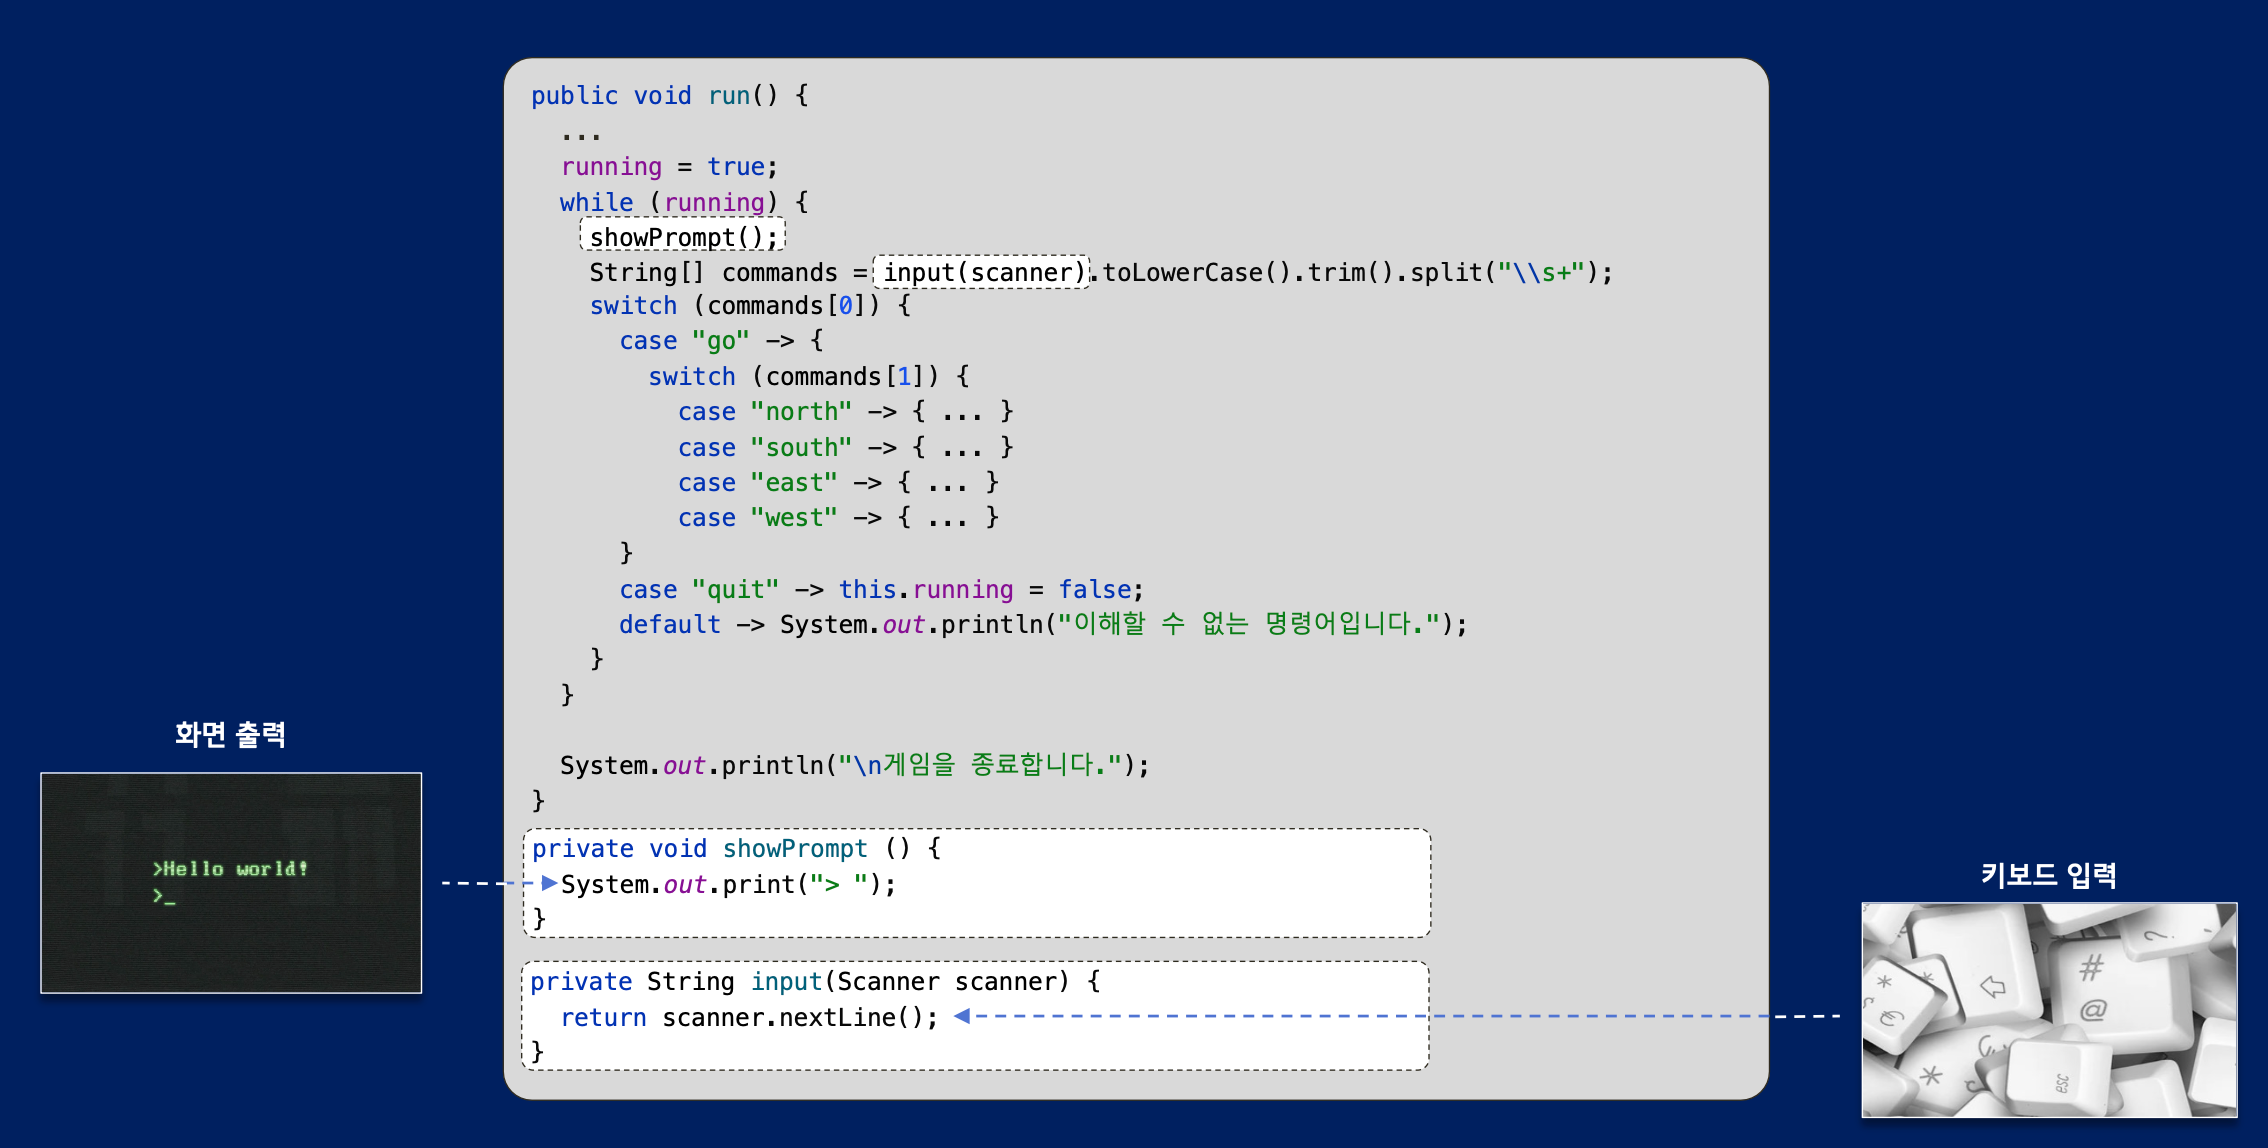 public void run() {
  ...
  running = true;
  while (running) {
    showPrompt();
    String[] commands = input(scanner).toLowerCase().trim().split("\\s+");
    switch (commands[0]) {
      case "go" -> {
        switch (commands[1]) {
          case "north" -> { ... }
          case "south" -> { ... }
          case "east" -> { ... }
          case "west" -> { ... }
      }
      case "quit" -> this.running = false;
      default -> System.out.println("이해할 수 없는 명령어입니다.");
    }
  }
  System.out.println("\n게임을 종료합니다.");
}
private void showPrompt () {
  System.out.print("> ");
}
private String input(Scanner scanner) {
  return scanner.nextLine();
}
화면 출력
>Hello world!
>_
키보드 입력
#
@
*
*
€
*
?
esc